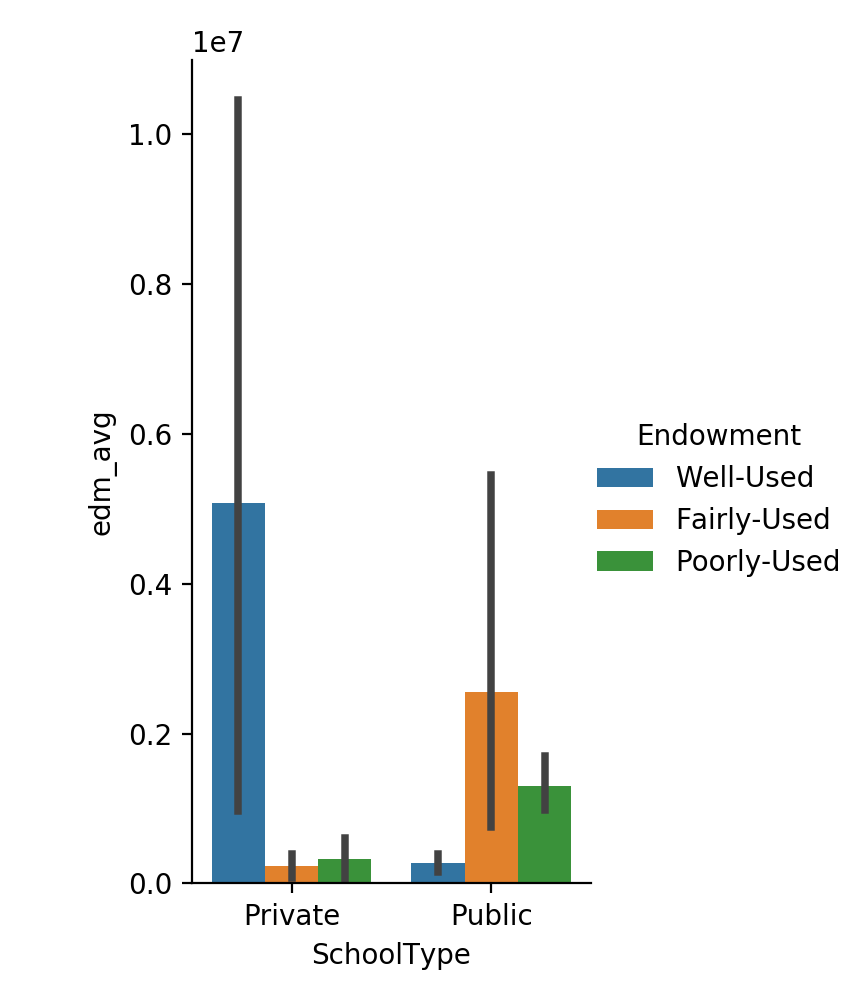 1e7
1.0
0.8
0.6
0.4
0.2
0.0
edm_avg
Private
Public
SchoolType
Endowment
Well-Used
Fairly-Used
Poorly-Used